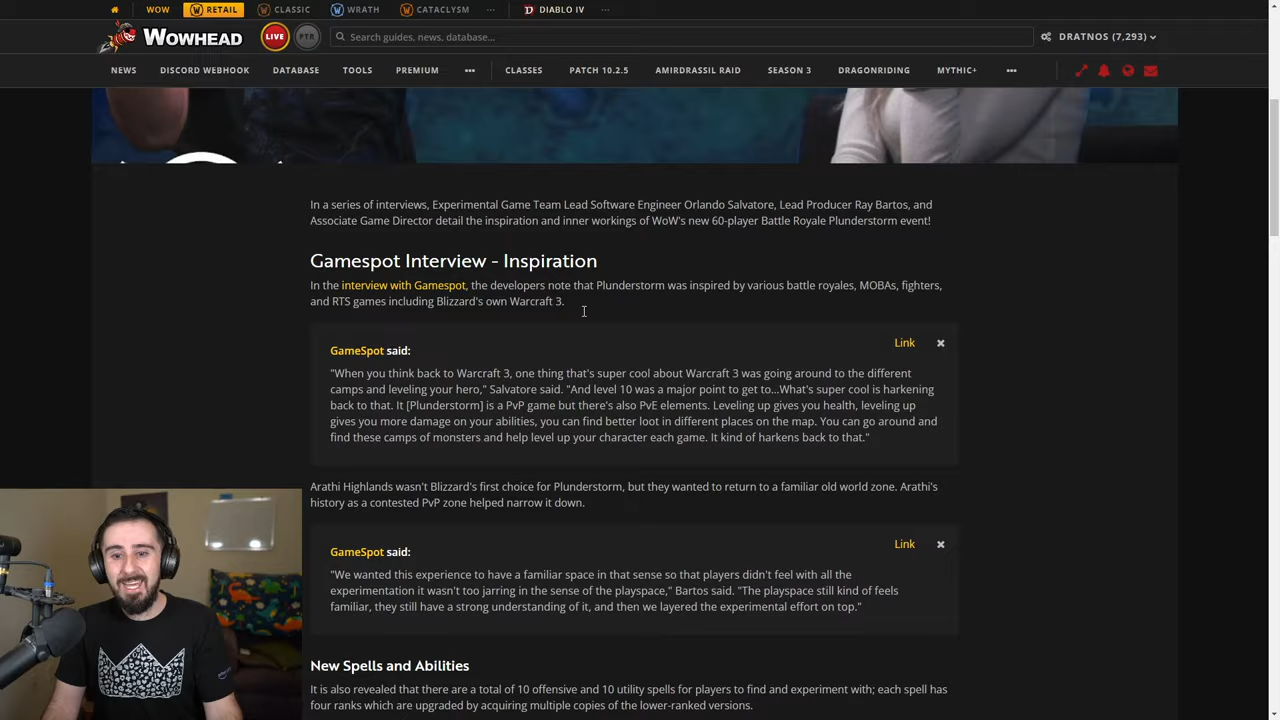 WOW RETAIL CLASSIC WRATH CATACLYSM ... DIABLO IV ...
WOWHEAD LIVE PTR Search guides, news, database... DRATNOS (7,293)
NEWS DISCORD WEBHOOK DATABASE TOOLS PREMIUM ... CLASSES PATCH 10.2.5 AMIRDRASSIL RAID SEASON 3 DRAGONRIDING MYTHIC+ ...
In a series of interviews, Experimental Game Team Lead Software Engineer Orlando Salvatore, Lead Producer Ray Bartos, and
Associate Game Director detail the inspiration and inner workings of WoW's new 60-player Battle Royale Plunderstorm event!
Gamespot Interview - Inspiration
In the interview with Gamespot, the developers note that Plunderstorm was inspired by various battle royales, MOBAs, fighters,
and RTS games including Blizzard's own Warcraft 3.
Link
GameSpot said:
"When you think back to Warcraft 3, one thing that's super cool about Warcraft 3 was going around to the different
camps and leveling your hero," Salvatore said. "And level 10 was a major point to get to...What's super cool is harkening
back to that. It [Plunderstorm] is a PvP game but there's also PvE elements. Leveling up gives you health, leveling up
gives you more damage on your abilities, you can find better loot in different places on the map. You can go around and
find these camps of monsters and help level up your character each game. It kind of harkens back to that."
Arathi Highlands wasn't Blizzard's first choice for Plunderstorm, but they wanted to return to a familiar old world zone. Arathi's
history as a contested PvP zone helped narrow it down.
Link
GameSpot said:
"We wanted this experience to have a familiar space in that sense so that players didn't feel with all the
experimentation it wasn't too jarring in the sense of the playspace," Bartos said. "The playspace still kind of feels
familiar, they still have a strong understanding of it, and then we layered the experimental effort on top."
New Spells and Abilities
It is also revealed that there are a total of 10 offensive and 10 utility spells for players to find and experiment with; each spell has
four ranks which are upgraded by acquiring multiple copies of the lower-ranked versions.